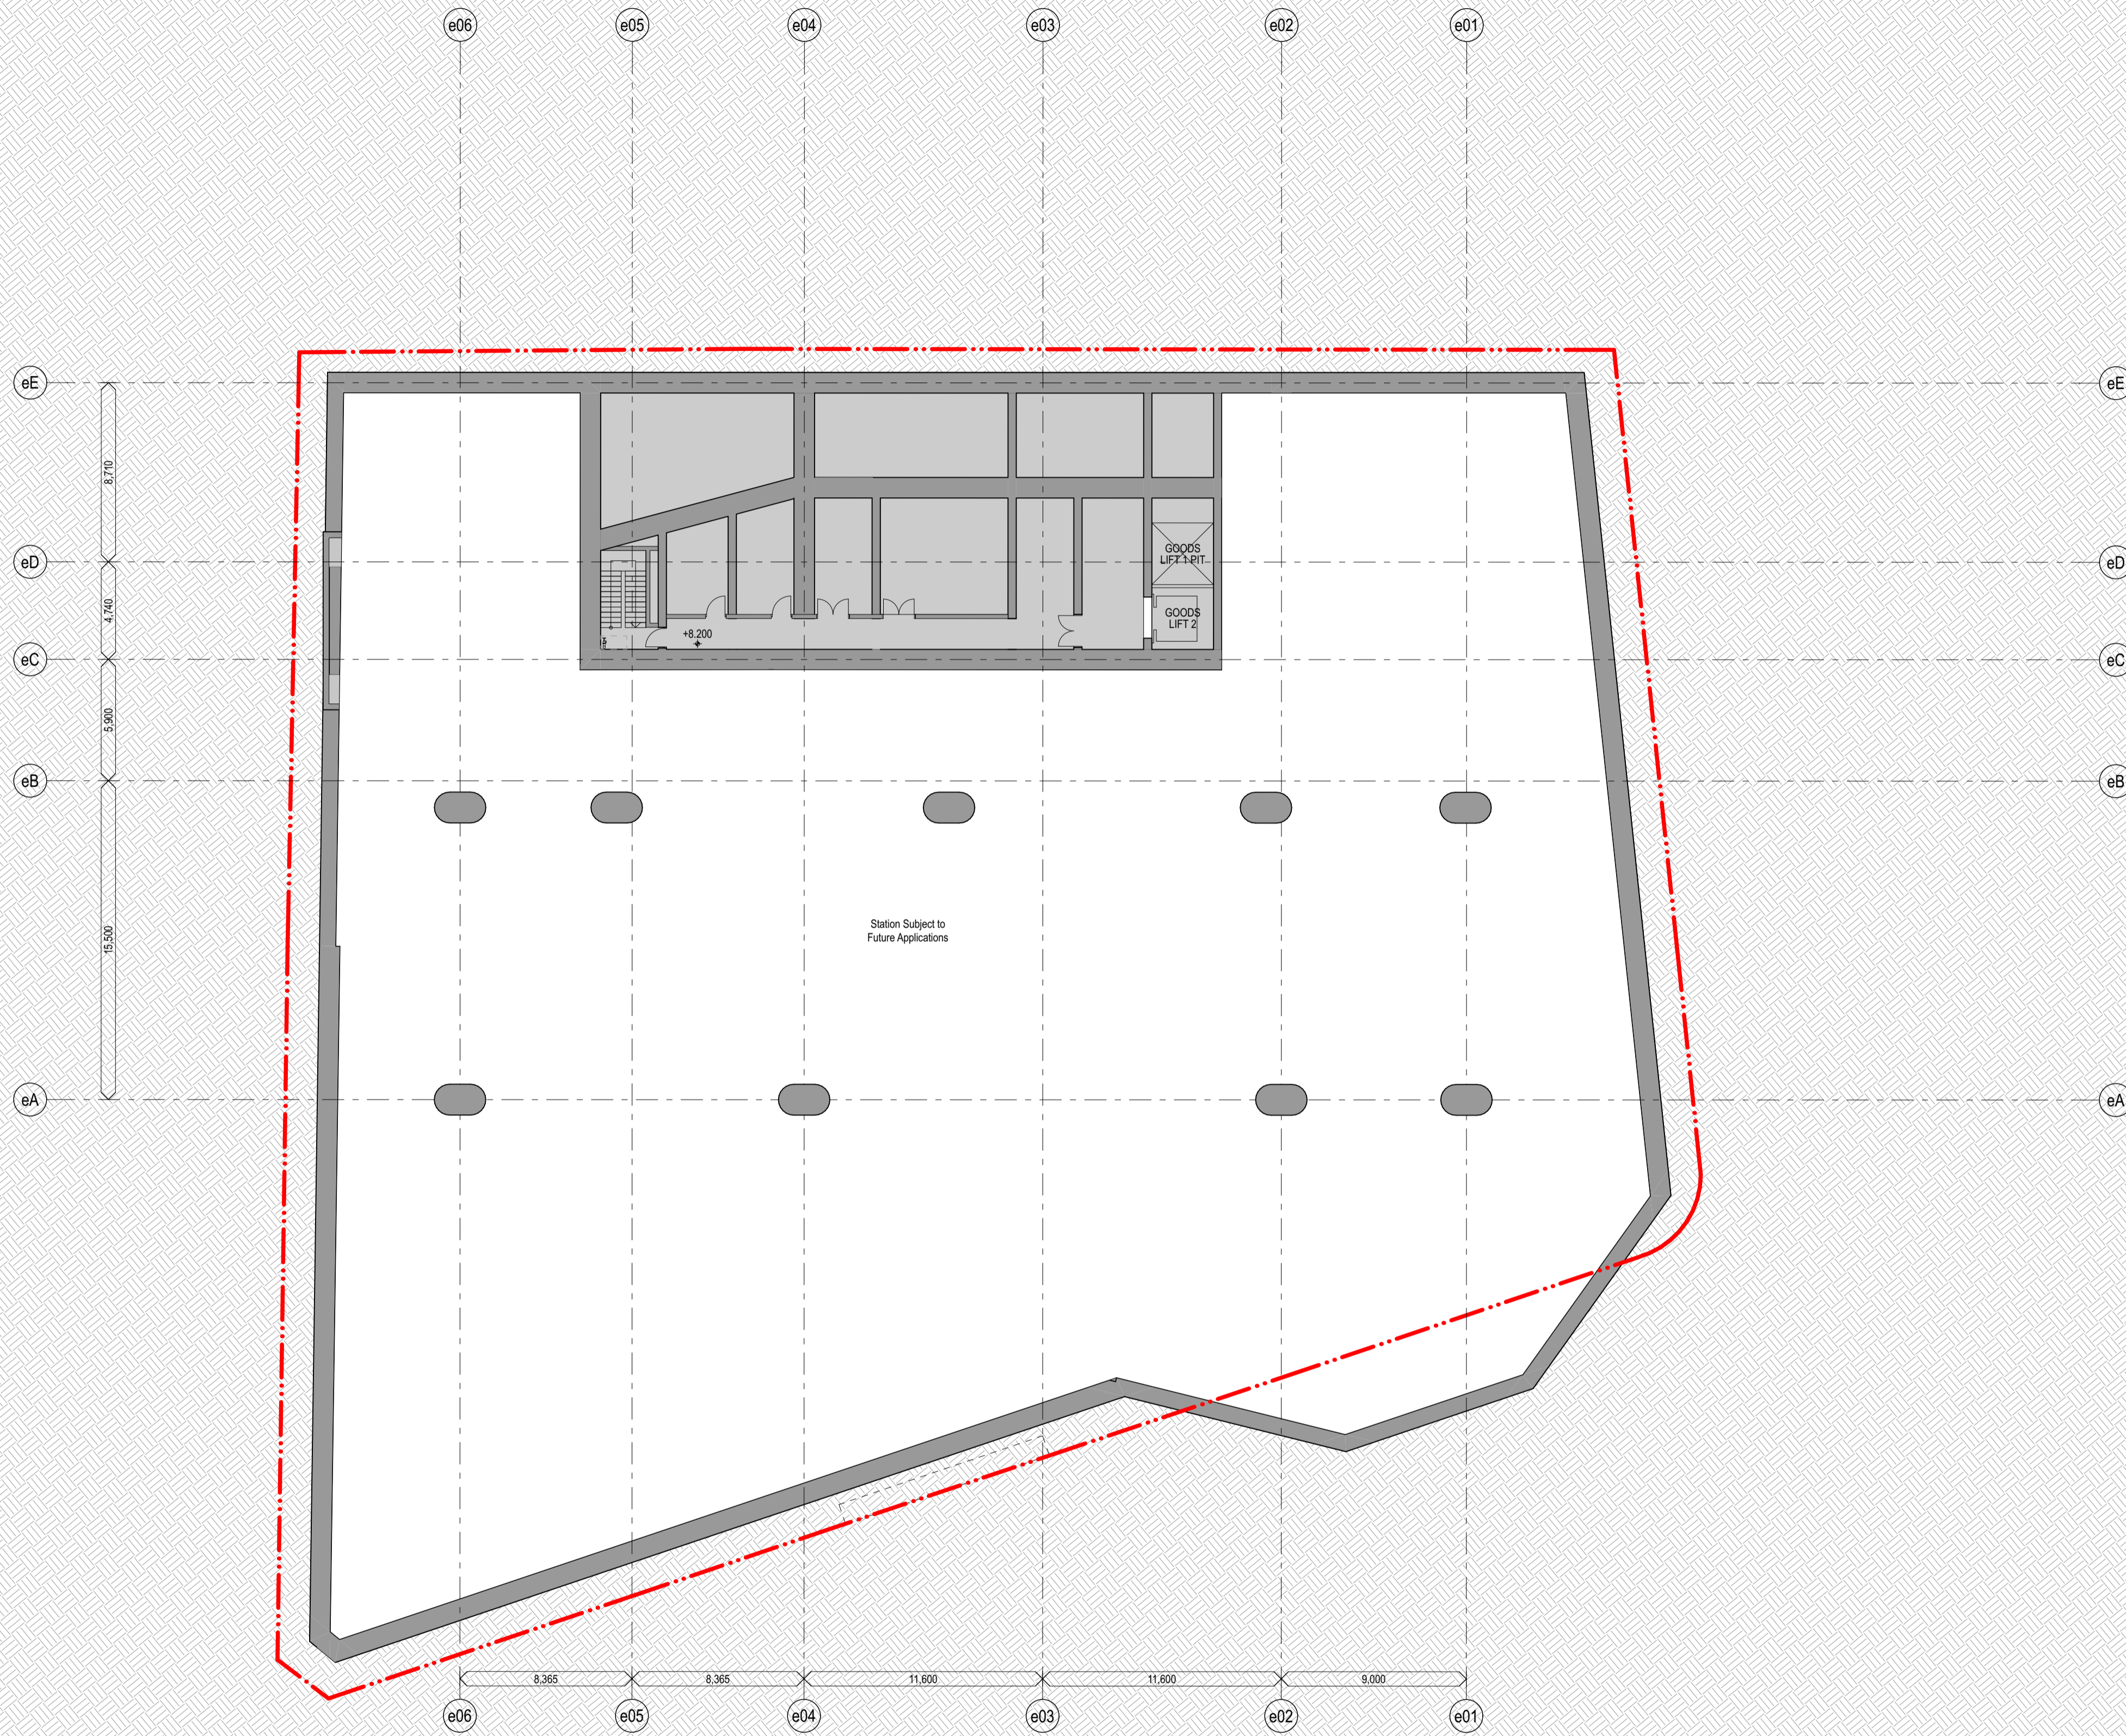 e06 e05 e04 e03 e02 e01
eE eE
8,710
GOODS
LIFT 1 PIT
eD eD
4,740
GOODS
LIFT 2
+8.200
eC eC
5,900
eB eB
Station Subject to
Future Applications
15,500
eA eA
8,365 8,365 11,600 11,600 9,000
e06 e05 e04 e03 e02 e01